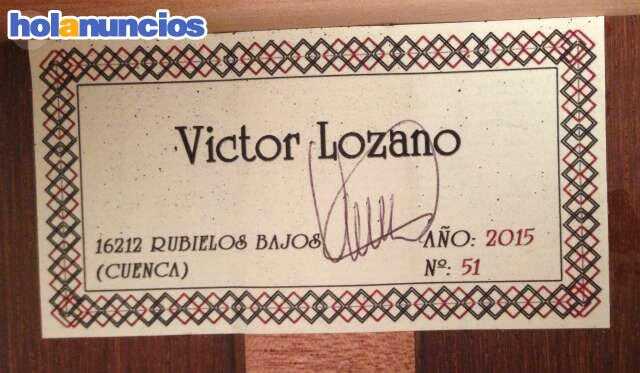 holanuncios
Victor Lozano
16212 RUBIELOS BAJOS
(CUENCA)
AÑO: 2015
Nº: 51